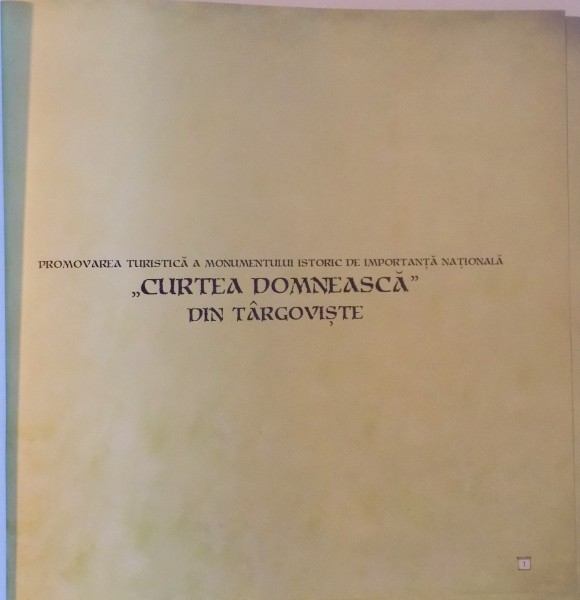 PROMOVAREA TURISTICĂ A MONUMENTULUI ISTORIC DE IMPORTANȚĂ NAȚIONALĂ
„CURTEA DOMNEASCĂ”
DIN TÂRGOVIȘTE
1